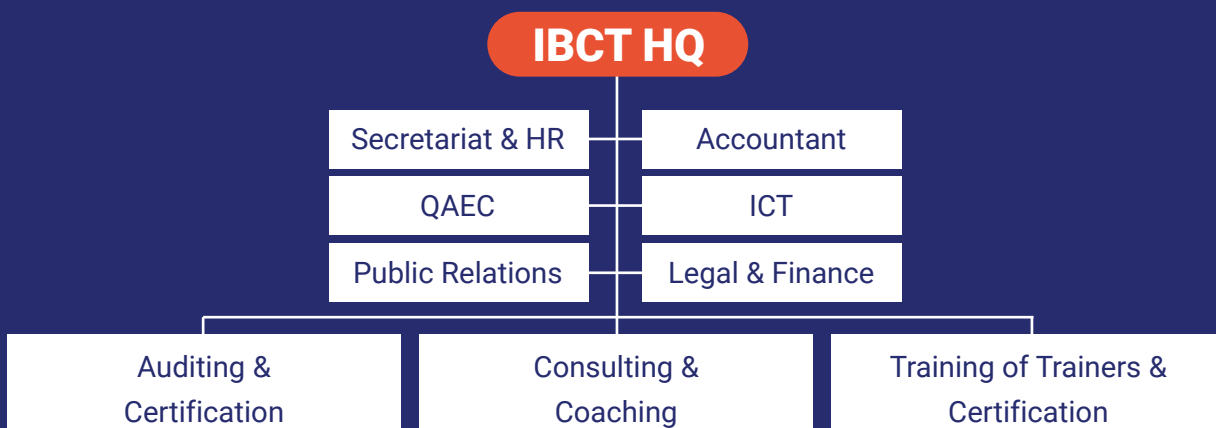 IBCT HQ
Secretariat & HR
Accountant
QAEC
ICT
Public Relations
Legal & Finance
Auditing &
Certification
Consulting &
Coaching
Training of Trainers &
Certification